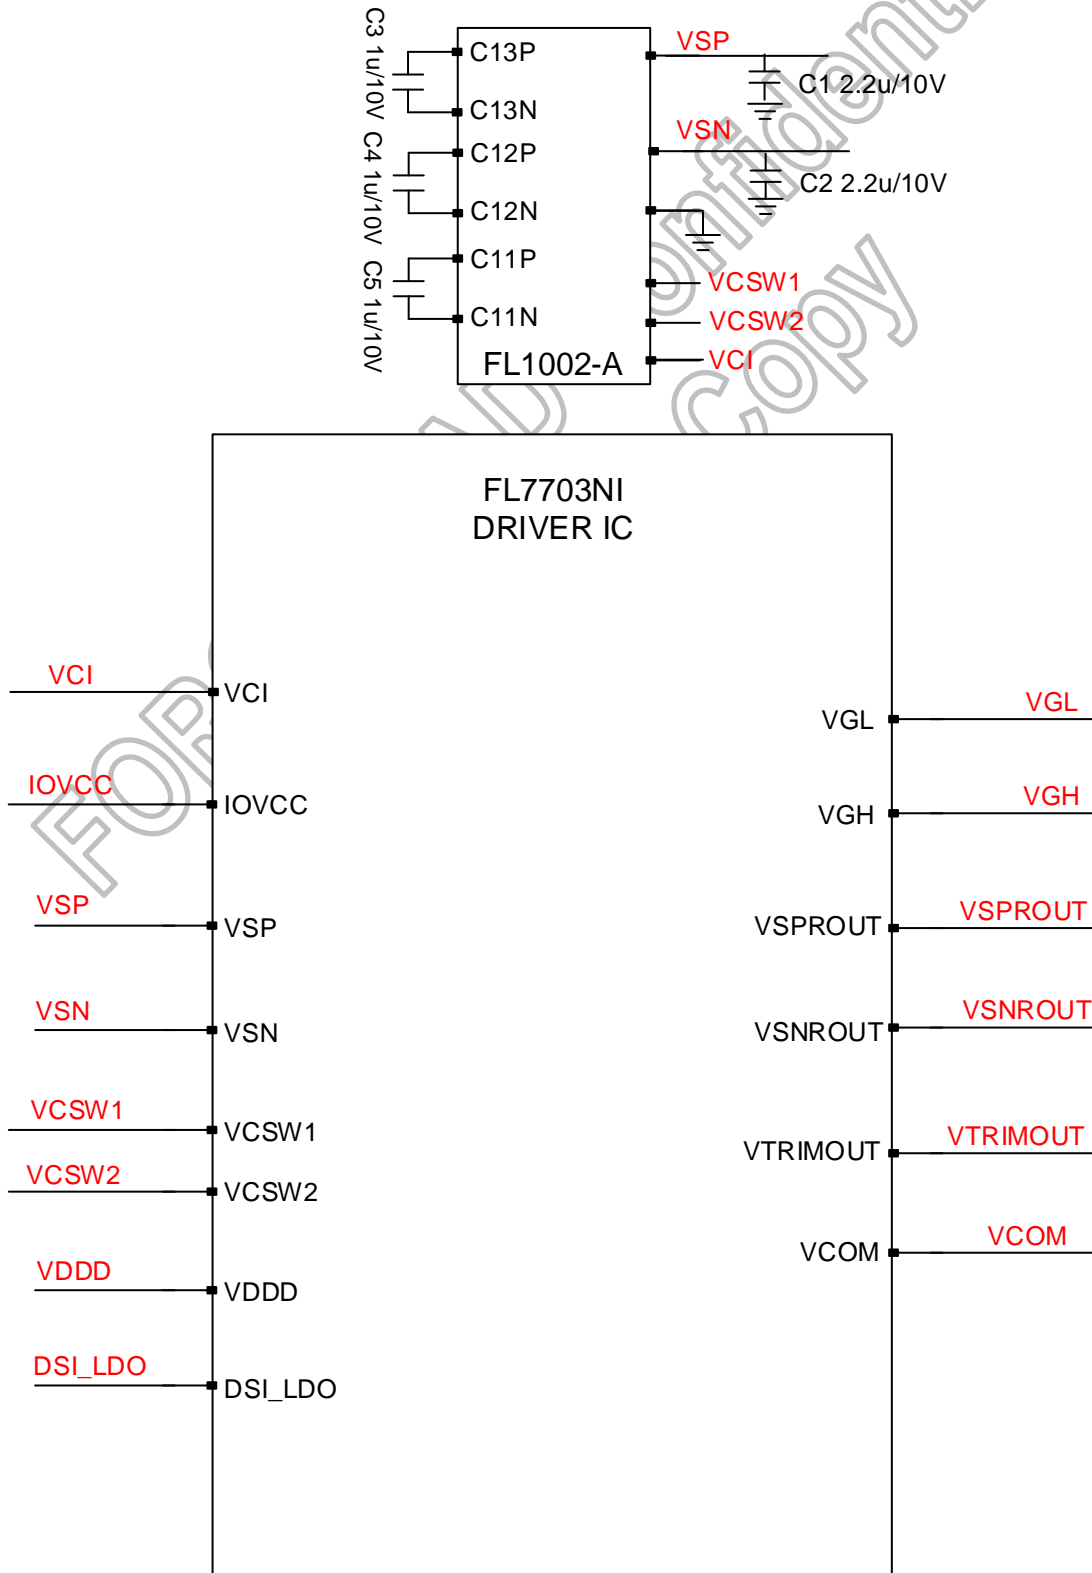 C3 1u/10V
C4 1u/10V
C5 1u/10V
C13P
C13N
C12P
C12N
C11P
C11N
FL1002-A
VSP
C1 2.2u/10V
VSN
C2 2.2u/10V
VCSW1
VCSW2
VCI
FL7703NI
DRIVER IC
VCI
VCI
IOVCC
IOVCC
VSP
VSP
VSN
VSN
VCSW1
VCSW1
VCSW2
VCSW2
VDDD
VDDD
DSI_LDO
DSI_LDO
VGL
VGL
VGH
VGH
VSPROUT
VSPROUT
VSNROUT
VSNROUT
VTRIMOUT
VTRIMOUT
VCOM
VCOM
Copy